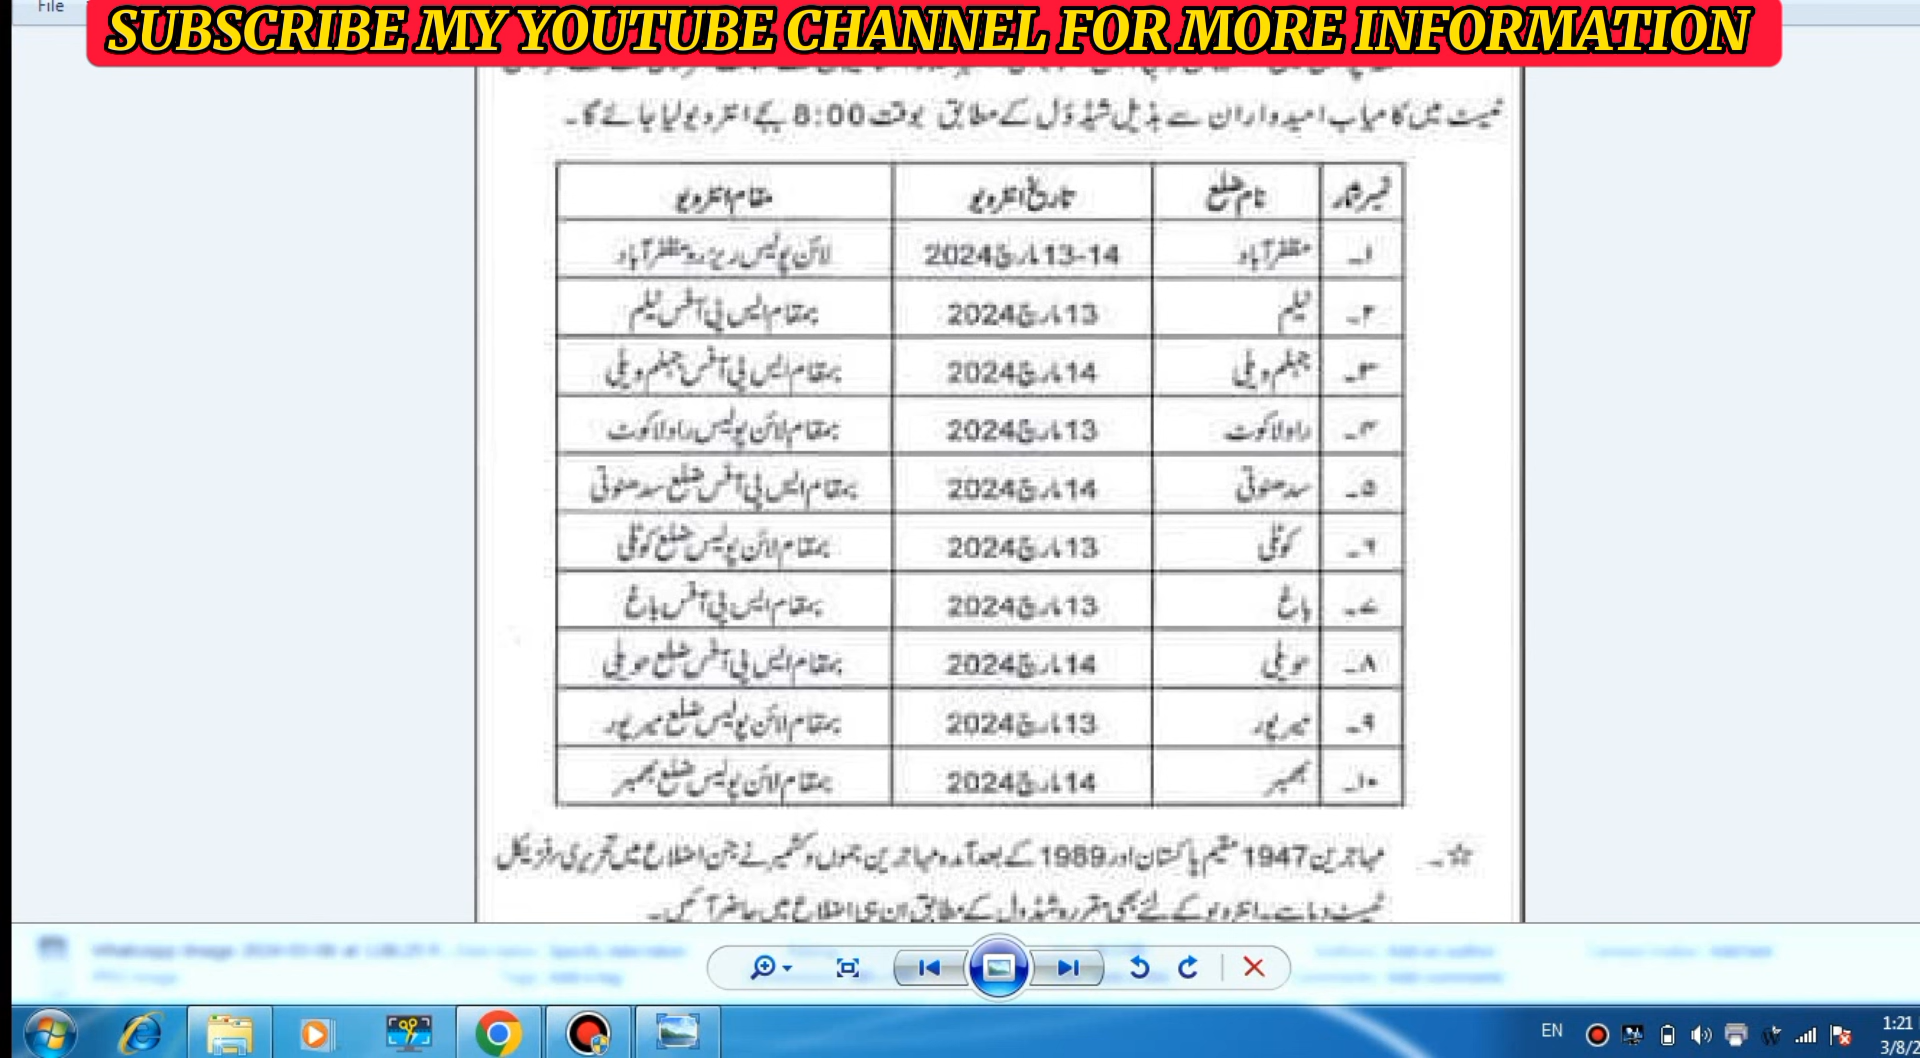 File
SUBSCRIBE MY YOUTUBE CHANNEL FOR MORE INFORMATION
ٹیسٹ میں کامیاب امیدواران سے بذیل شیڈول کے مطابق بوقت 8:00 بجے انٹرویو لیا جائے گا۔
نمبر شمار نام ضلع تاریخ انٹرویو مقام انٹرویو
۱۔ مظفرآباد 13-14 مارچ 2024 لائن پولیس ریزرو مظفرآباد
۲۔ نیلم 13 مارچ 2024 بمقام ایس پی آفس نیلم
۳۔ جہلم ویلی 14 مارچ 2024 بمقام ایس پی آفس جہلم ویلی
۴۔ راولاکوٹ 13 مارچ 2024 بمقام لائن پولیس راولاکوٹ
۵۔ سدھنوتی 14 مارچ 2024 بمقام ایس پی آفس ضلع سدھنوتی
۶۔ کوٹلی 13 مارچ 2024 بمقام لائن پولیس ضلع کوٹلی
۷۔ باغ 13 مارچ 2024 بمقام ایس پی آفس باغ
۸۔ حویلی 14 مارچ 2024 بمقام ایس پی آفس ضلع حویلی
۹۔ میرپور 13 مارچ 2024 بمقام لائن پولیس ضلع میرپور
۱۰۔ بھمبر 14 مارچ 2024 بمقام لائن پولیس ضلع بھمبر
☆۔ مہاجرین 1947 مقیم پاکستان اور 1989 کے بعد آمدہ مہاجرین جموں و کشمیر نے جن اضلاع میں تحریری رفزیکل
ٹیسٹ دیا ہے۔ انٹرویو کے لئے بھی مقررہ شیڈول کے مطابق ان ہی اضلاع میں حاضر آئیں۔
EN
1:21
3/8/2